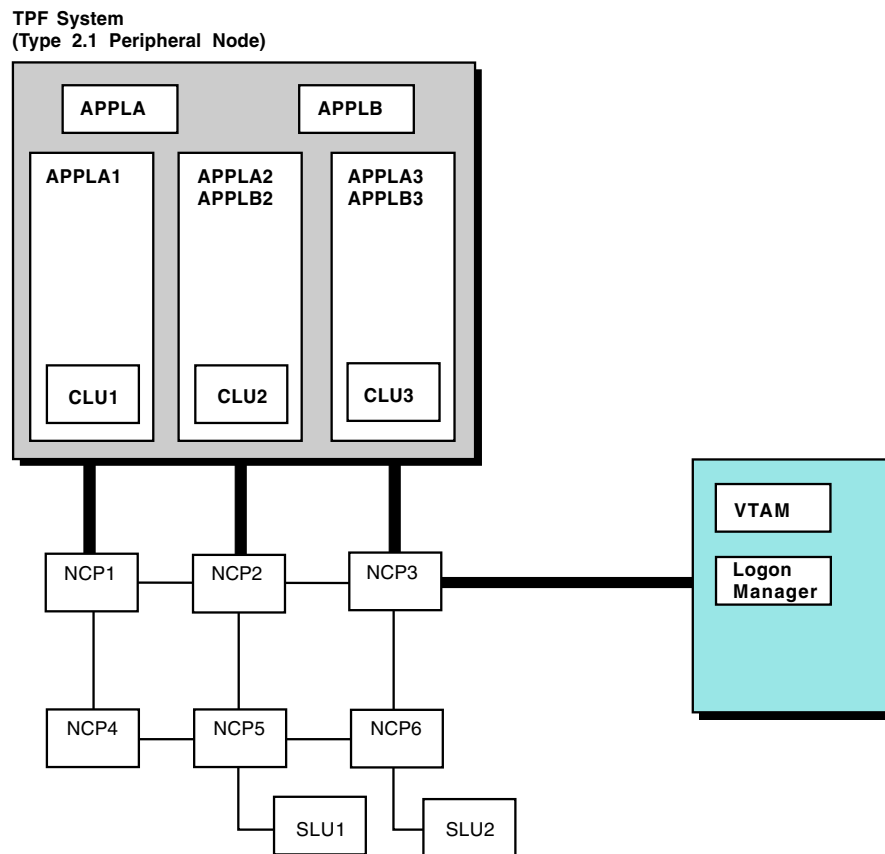 TPF System
(Type 2.1 Peripheral Node)
APPLA
APPLB
APPLA1
APPLA2
APPLB2
APPLA3
APPLB3
CLU1
CLU2
CLU3
VTAM
Logon
Manager
NCP1
NCP2
NCP3
NCP4
NCP5
NCP6
SLU1
SLU2